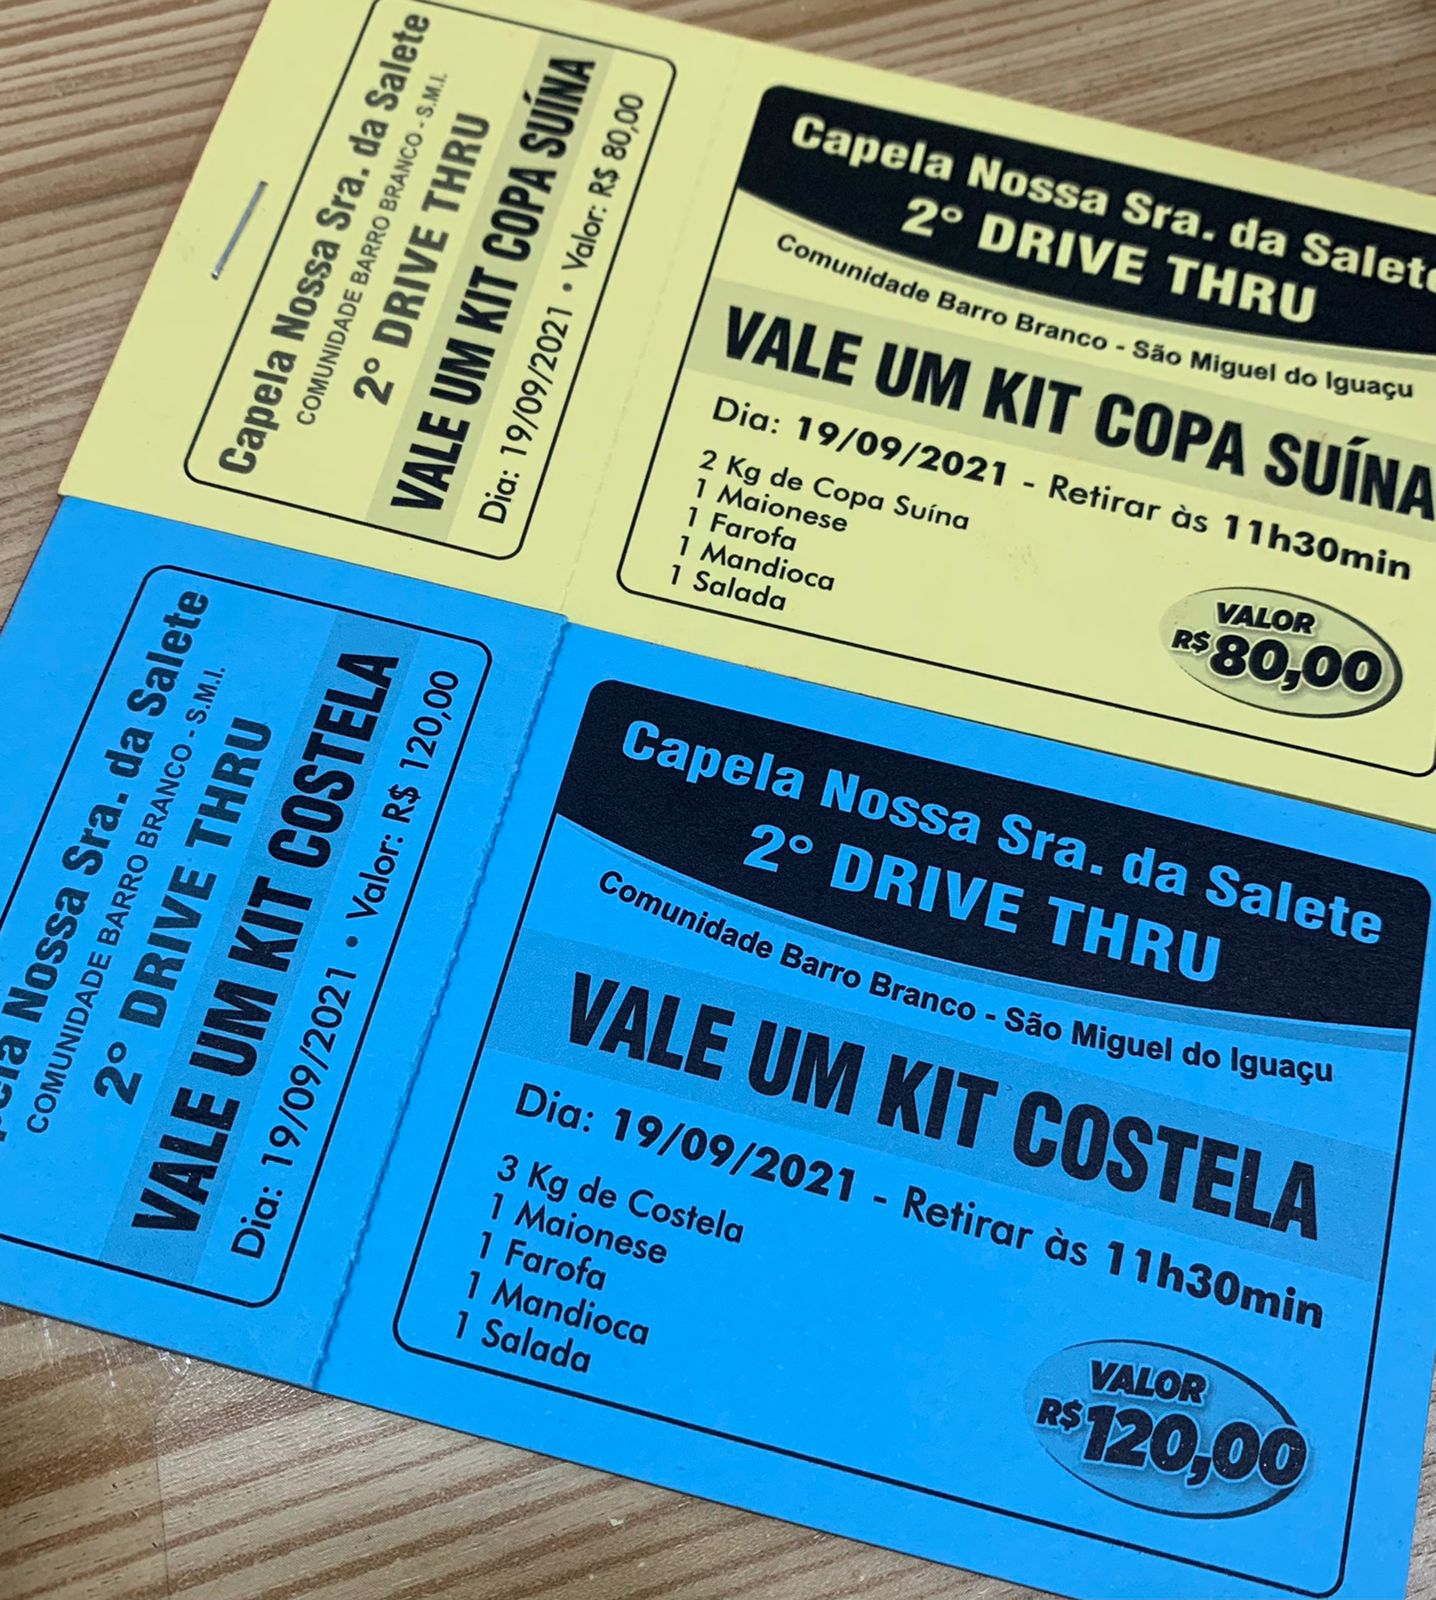 Capela Nossa Sra. da Salete
COMUNIDADE BARRO BRANCO - S.M.I.
2º DRIVE THRU
VALE UM KIT COPA SUÍNA
Dia: 19/09/2021 • Valor: R$ 80,00
Capela Nossa Sra. da Salete
2º DRIVE THRU
Comunidade Barro Branco - São Miguel do Iguaçu
VALE UM KIT COPA SUÍNA
Dia: 19/09/2021 - Retirar às 11h30min
2 Kg de Copa Suína
1 Maionese
1 Farofa
1 Mandioca
1 Salada
VALOR
R$ 80,00
Nossa Sra. da Salete
COMUNIDADE BARRO BRANCO - S.M.I.
2º DRIVE THRU
VALE UM KIT COSTELA
Dia: 19/09/2021 • Valor: R$ 120,00
Capela Nossa Sra. da Salete
2º DRIVE THRU
Comunidade Barro Branco - São Miguel do Iguaçu
VALE UM KIT COSTELA
Dia: 19/09/2021 - Retirar às 11h30min
3 Kg de Costela
1 Maionese
1 Farofa
1 Mandioca
1 Salada
VALOR
R$ 120,00